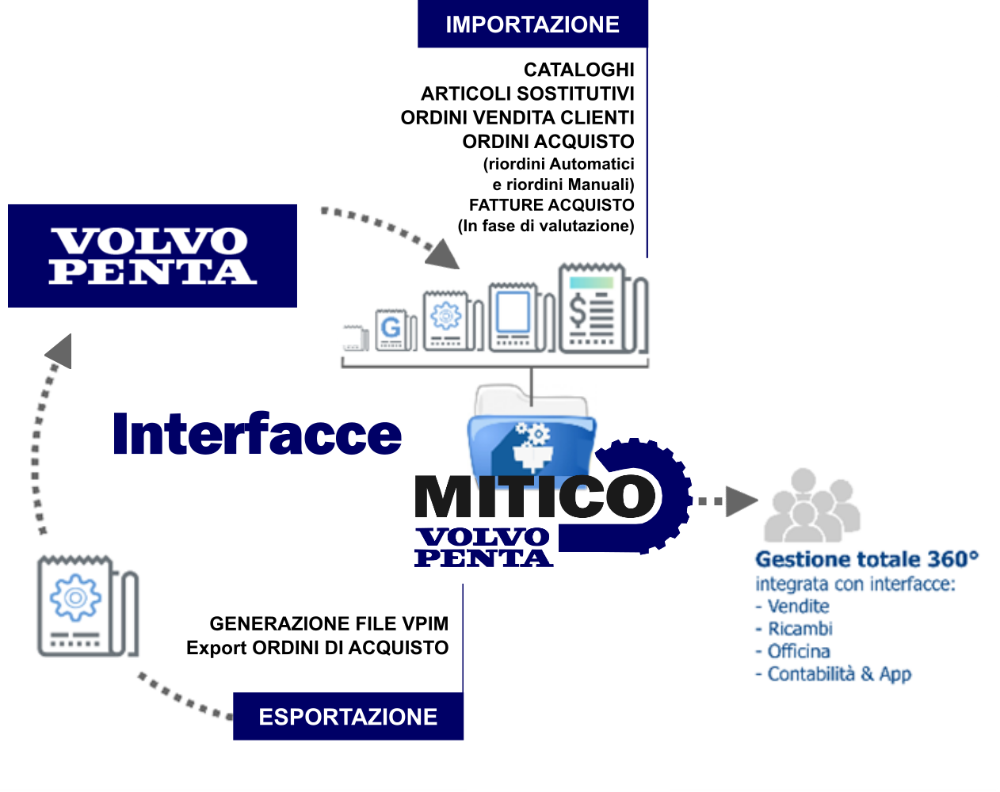 IMPORTAZIONE
CATALOGHI
ARTICOLI SOSTITUTIVI
ORDINI VENDITA CLIENTI
ORDINI ACQUISTO
(riordini Automatici
e riordini Manuali)
FATTURE ACQUISTO
(In fase di valutazione)
VOLVO
PENTA
G
$
Interfacce
MITICO
VOLVO
PENTA
Gestione totale 360°
integrata con interfacce:
- Vendite
- Ricambi
- Officina
- Contabilità & App
GENERAZIONE FILE VPIM
Export ORDINI DI ACQUISTO
ESPORTAZIONE